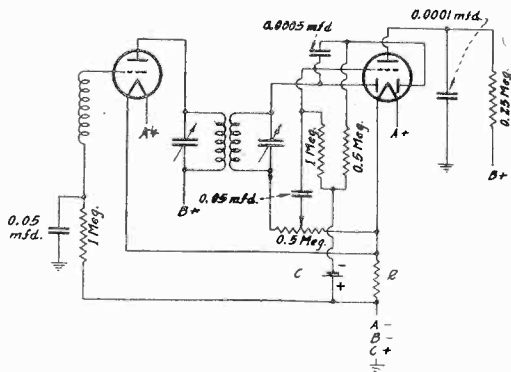 0.0005 mfd.
0.0001 mfd.
A+
A+
0.25 Meg.
B+
B+
1 Meg.
0.5 Meg.
0.05 mfd.
0.05
mfd.
1 Meg.
0.5 Meg.
C
-
+
R
A -
B -
C +